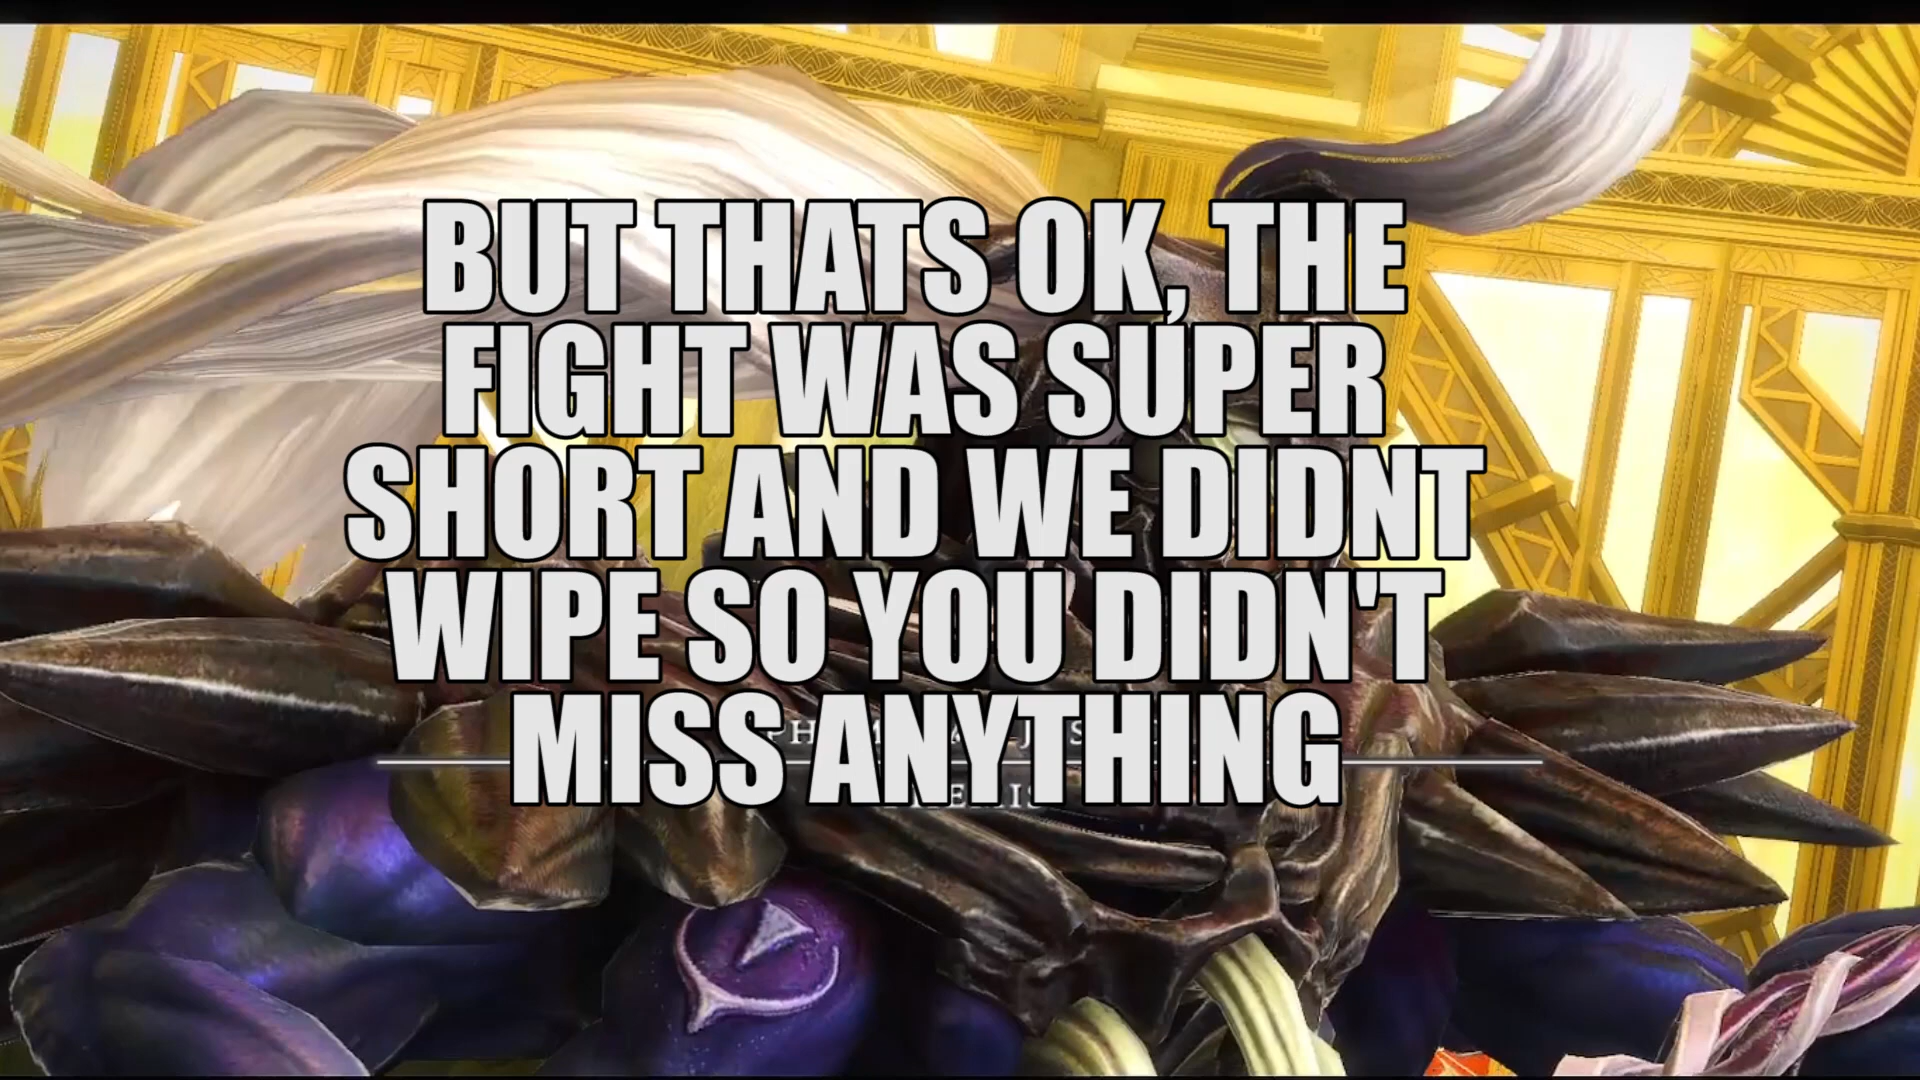 BUT THATS OK, THE
FIGHT WAS SUPER
SHORT AND WE DIDNT
WIPE SO YOU DIDN'T
MISS ANYTHING